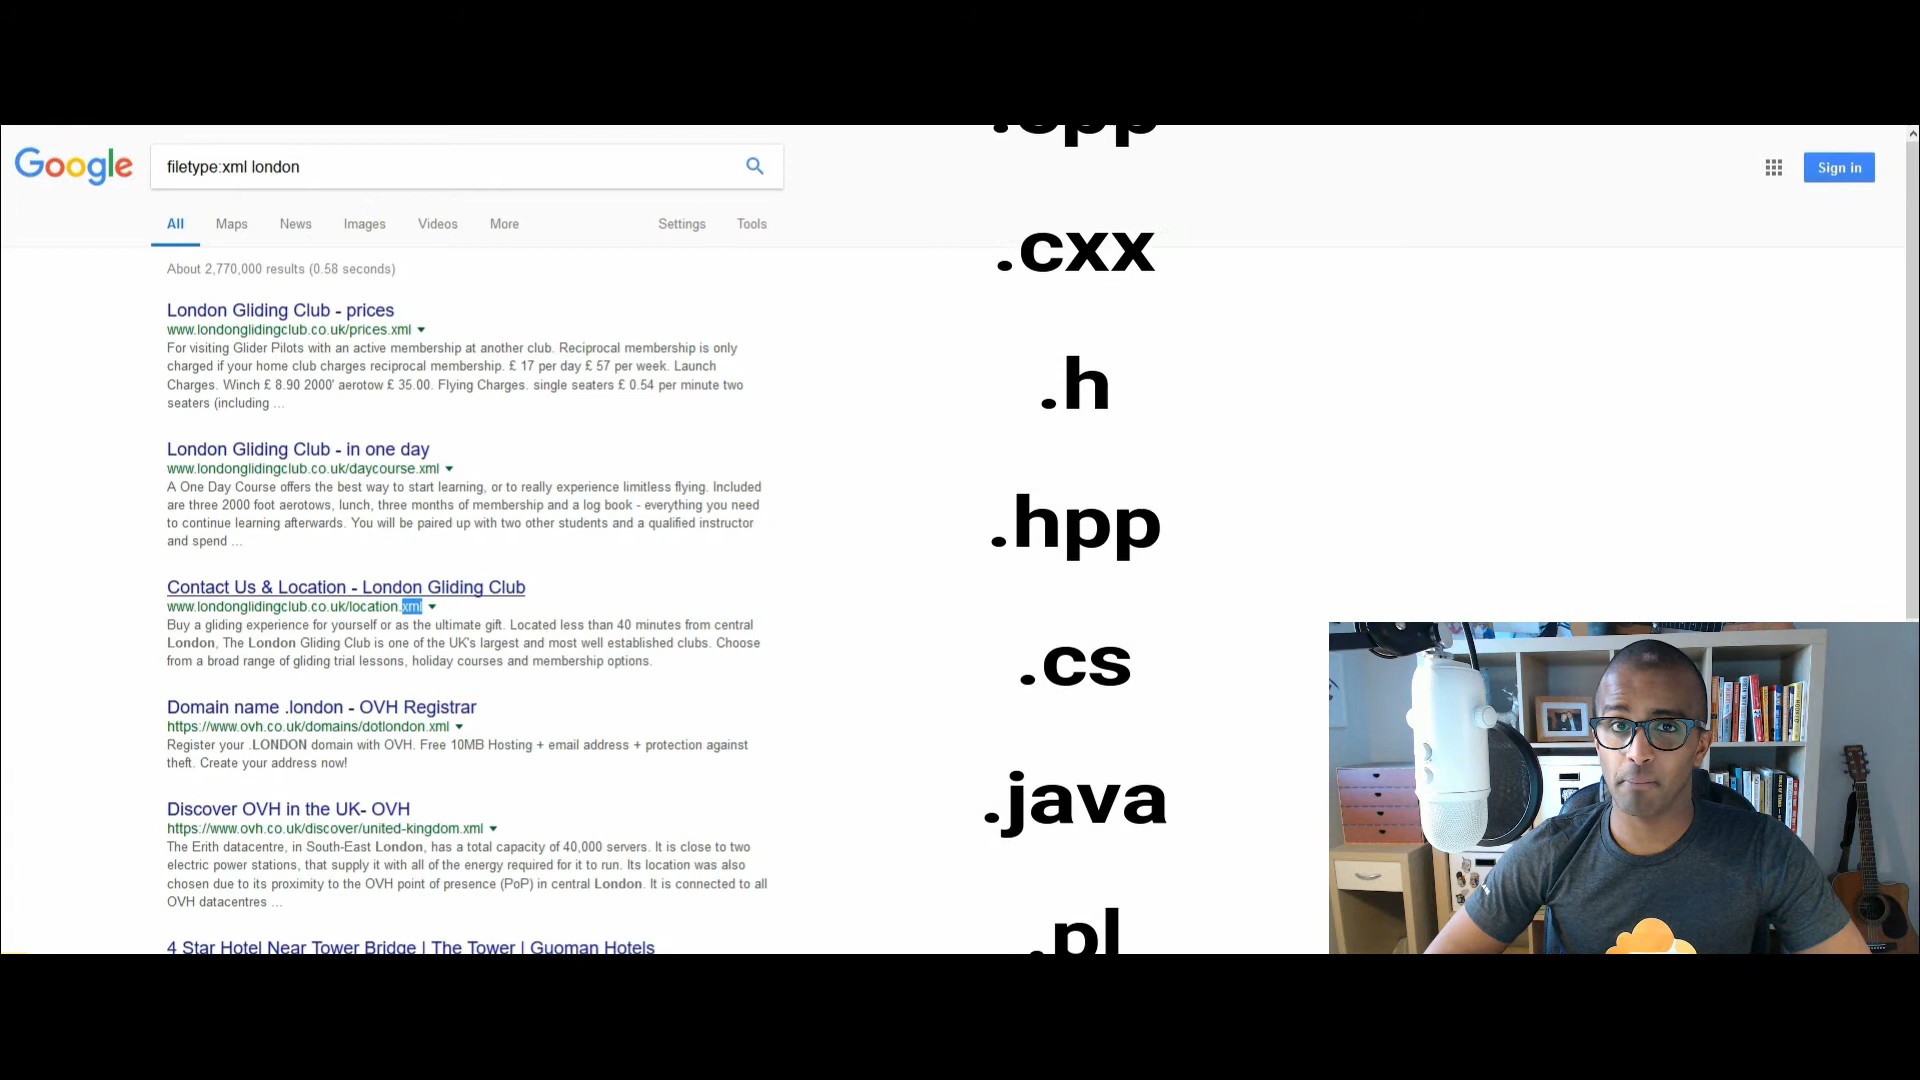 Google
filetype:xml london
Sign in
All
Maps
News
Images
Videos
More
Settings
Tools
About 2,770,000 results (0.58 seconds)
London Gliding Club - prices
www.londonglidingclub.co.uk/prices.xml
For visiting Glider Pilots with an active membership at another club. Reciprocal membership is only
charged if your home club charges reciprocal membership. £ 17 per day £ 57 per week. Launch
Charges. Winch £ 8.90 2000' aerotow £ 35.00. Flying Charges. single seaters £ 0.54 per minute two
seaters (including ...
London Gliding Club - in one day
www.londonglidingclub.co.uk/daycourse.xml
A One Day Course offers the best way to start learning, or to really experience limitless flying. Included
are three 2000 foot aerotows, lunch, three months of membership and a log book - everything you need
to continue learning afterwards. You will be paired up with two other students and a qualified instructor
and spend ...
Contact Us & Location - London Gliding Club
www.londonglidingclub.co.uk/location.xml
Buy a gliding experience for yourself or as the ultimate gift. Located less than 40 minutes from central
London, The London Gliding Club is one of the UK's largest and most well established clubs. Choose
from a broad range of gliding trial lessons, holiday courses and membership options.
Domain name .london - OVH Registrar
https://www.ovh.co.uk/domains/dotlondon.xml
Register your .LONDON domain with OVH. Free 10MB Hosting + email address + protection against
theft. Create your address now!
Discover OVH in the UK- OVH
https://www.ovh.co.uk/discover/united-kingdom.xml
The Erith datacentre, in South-East London, has a total capacity of 40,000 servers. It is close to two
electric power stations, that supply it with all of the energy required for it to run. Its location was also
chosen due to its proximity to the OVH point of presence (PoP) in central London. It is connected to all
OVH datacentres ...
4 Star Hotel Near Tower Bridge | The Tower | Guoman Hotels
.cpp
.cxx
.h
.hpp
.cs
.java
.pl